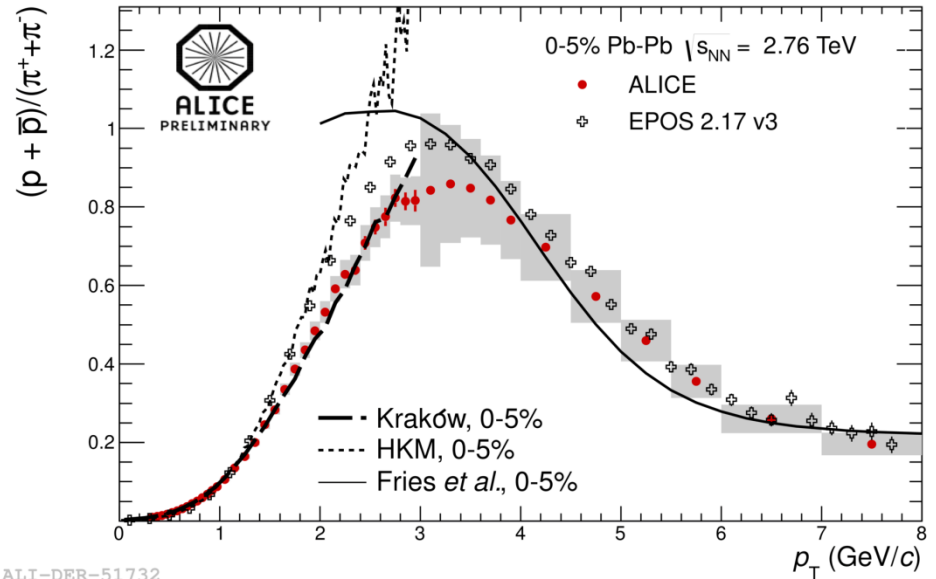 (p + p̅)/(π⁺+π⁻)
1.2
1
0.8
0.6
0.4
0.2
ALICE
PRELIMINARY
0-5% Pb-Pb √sNN = 2.76 TeV
ALICE
EPOS 2.17 v3
Kraków, 0-5%
HKM, 0-5%
Fries et al., 0-5%
0 1 2 3 4 5 6 7 8
pT (GeV/c)
ALI-DER-51732